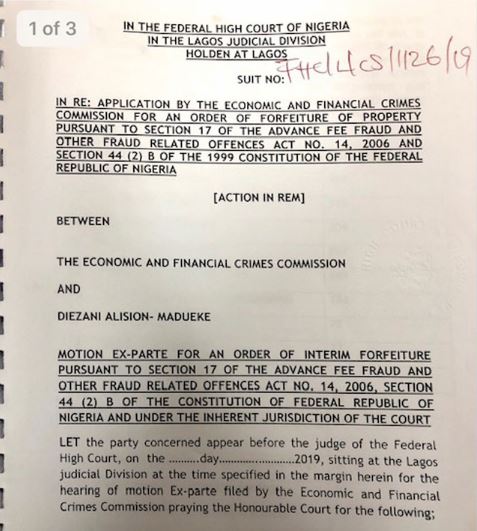 1 of 3
IN THE FEDERAL HIGH COURT OF NIGERIA
IN THE LAGOS JUDICIAL DIVISION
HOLDEN AT LAGOS
SUIT NO: FHC/L/CS/1126/19
IN RE: APPLICATION BY THE ECONOMIC AND FINANCIAL CRIMES
COMMISSION FOR AN ORDER OF FORFEITURE OF PROPERTY
PURSUANT TO SECTION 17 OF THE ADVANCE FEE FRAUD AND
OTHER FRAUD RELATED OFFENCES ACT NO. 14, 2006 AND
SECTION 44 (2) B OF THE 1999 CONSTITUTION OF THE FEDERAL
REPUBLIC OF NIGERIA
[ACTION IN REM]
BETWEEN
THE ECONOMIC AND FINANCIAL CRIMES COMMISSION
AND
DIEZANI ALISION- MADUEKE
MOTION EX-PARTE FOR AN ORDER OF INTERIM FORFEITURE
PURSUANT TO SECTION 17 OF THE ADVANCE FEE FRAUD AND
OTHER FRAUD RELATED OFFENCES ACT NO. 14, 2006, SECTION
44 (2) B OF THE CONSTITUTION OF FEDERAL REPUBLIC OF
NIGERIA AND UNDER THE INHERENT JURISDICTION OF THE COURT
LET the party concerned appear before the judge of the Federal
High Court, on the ..........day........................2019, sitting at the Lagos
judicial Division at the time specified in the margin herein for the
hearing of motion Ex-parte filed by the Economic and Financial
Crimes Commission praying the Honourable Court for the following;